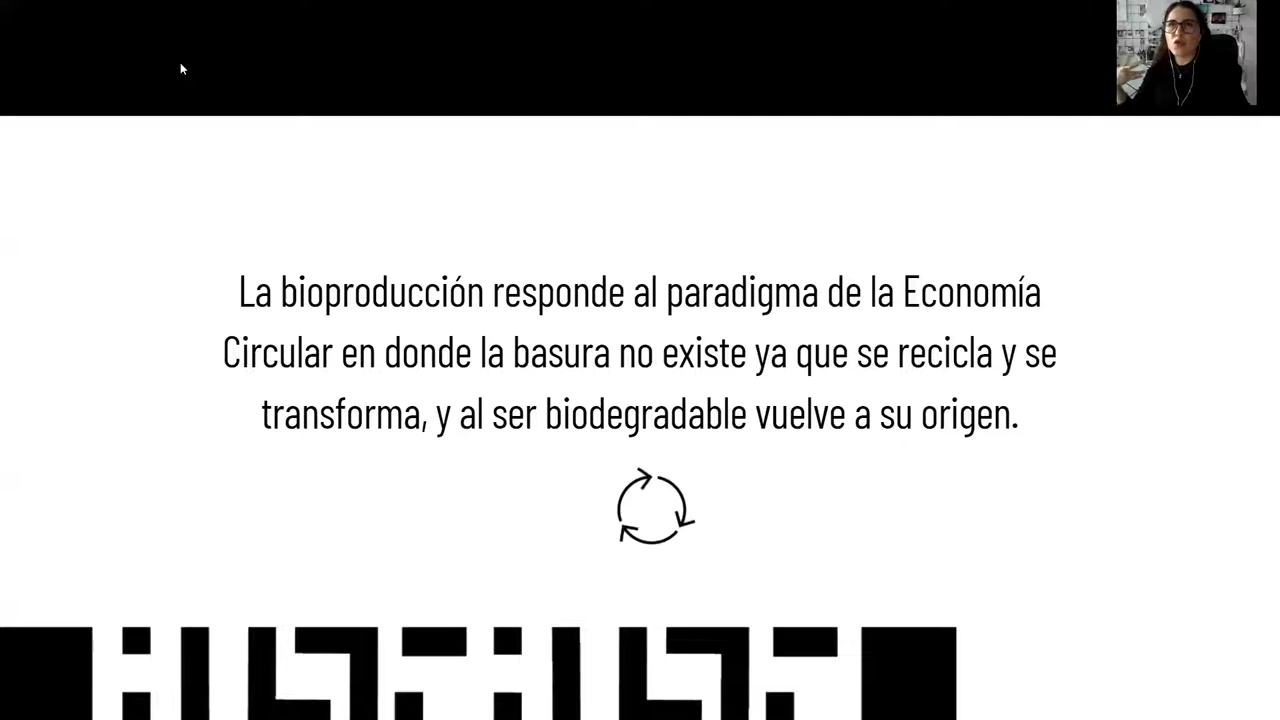 La bioproducción responde al paradigma de la Economía
Circular en donde la basura no existe ya que se recicla y se
transforma, y al ser biodegradable vuelve a su origen.